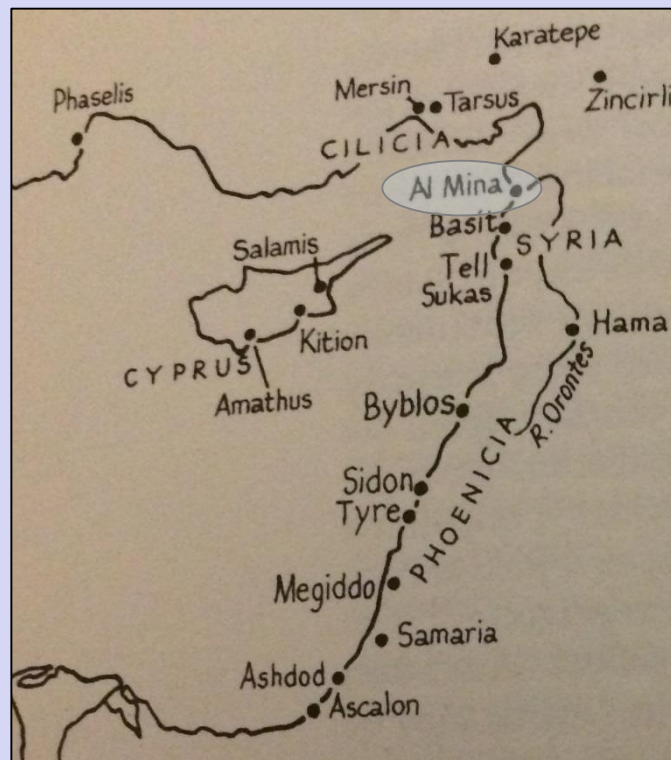 Karatepe
Phaselis
Mersin
Tarsus
Zincirli
CILICIA
Al Mina
Basit
SYRIA
Salamis
Tell
Sukas
Hama
Kition
CYPRUS
Amathus
Byblos
R. Orontes
PHOENICIA
Sidon
Tyre
Megiddo
Samaria
Ashdod
Ascalon